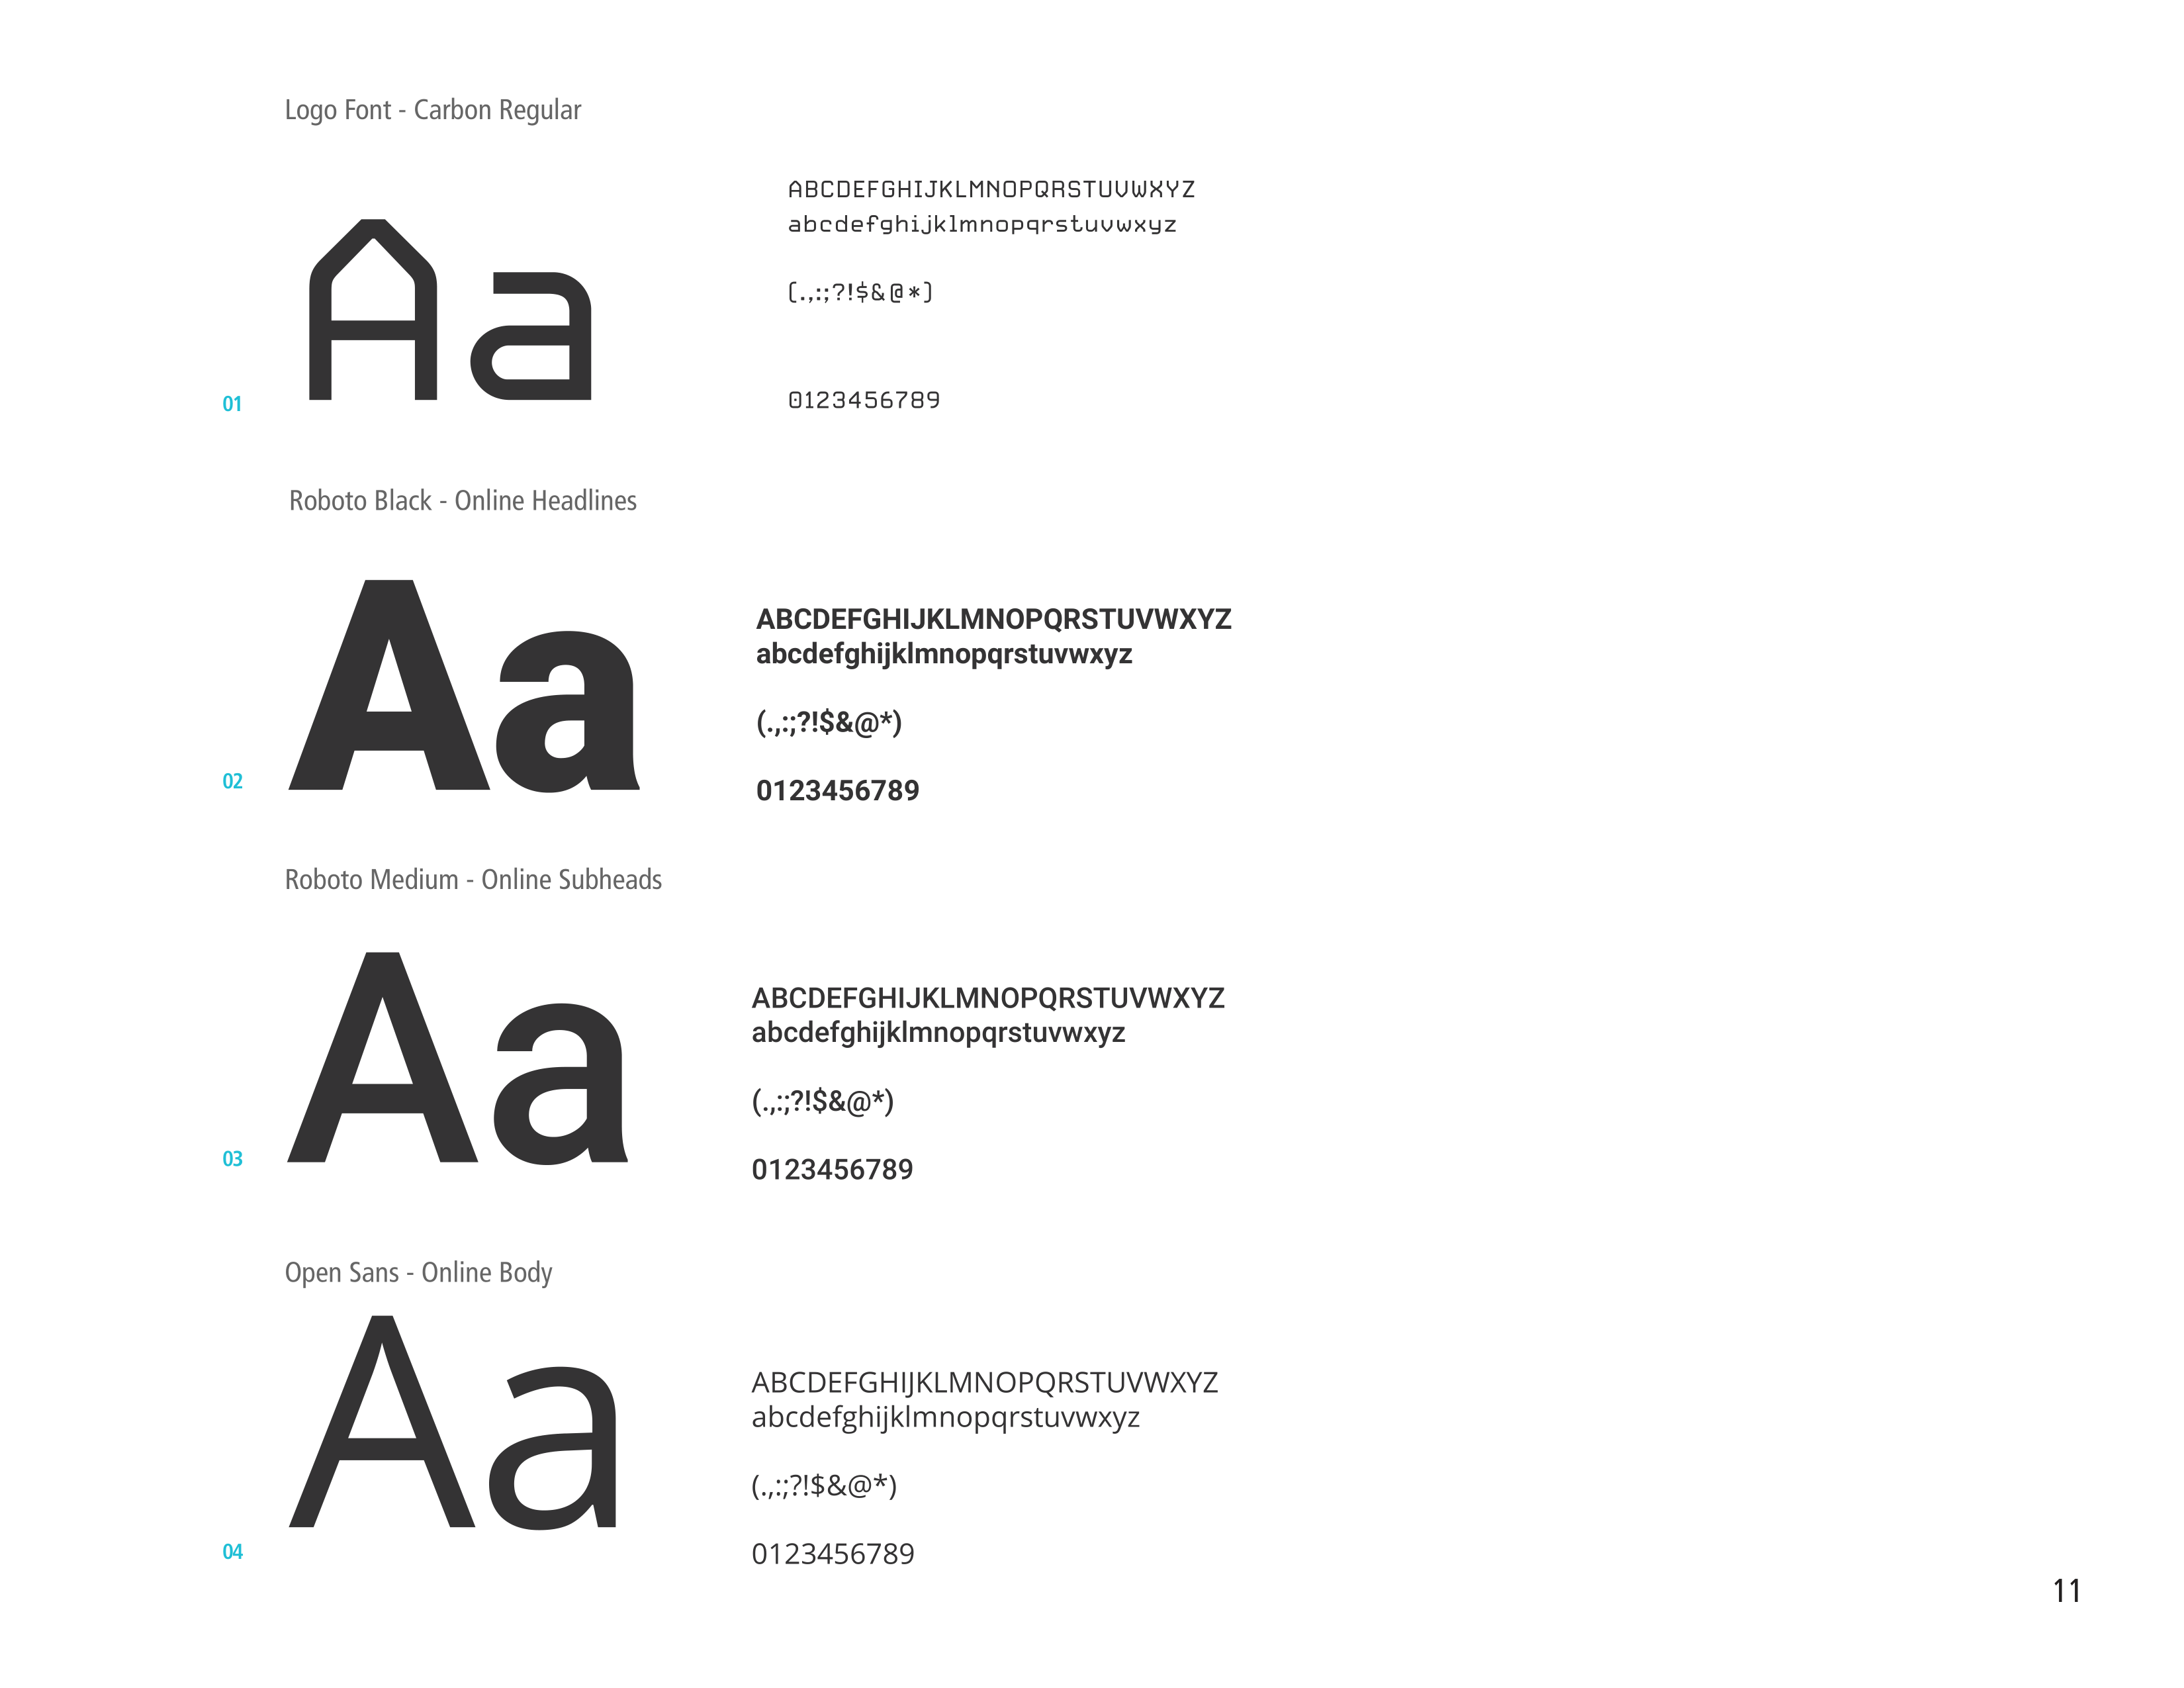 Logo Font - Carbon Regular
Aa
ABCDEFGHIJKLMNOPQRSTUVWXYZ
abcdefghijklmnopqrstuvwxyz
(.,:;?!$&@*)
0123456789
01
Roboto Black - Online Headlines
Aa
ABCDEFGHIJKLMNOPQRSTUVWXYZ
abcdefghijklmnopqrstuvwxyz
(.,:;?!$&@*)
0123456789
02
Roboto Medium - Online Subheads
Aa
ABCDEFGHIJKLMNOPQRSTUVWXYZ
abcdefghijklmnopqrstuvwxyz
(.,:;?!$&@*)
0123456789
03
Open Sans - Online Body
Aa
ABCDEFGHIJKLMNOPQRSTUVWXYZ
abcdefghijklmnopqrstuvwxyz
(.,:;?!$&@*)
0123456789
04
11